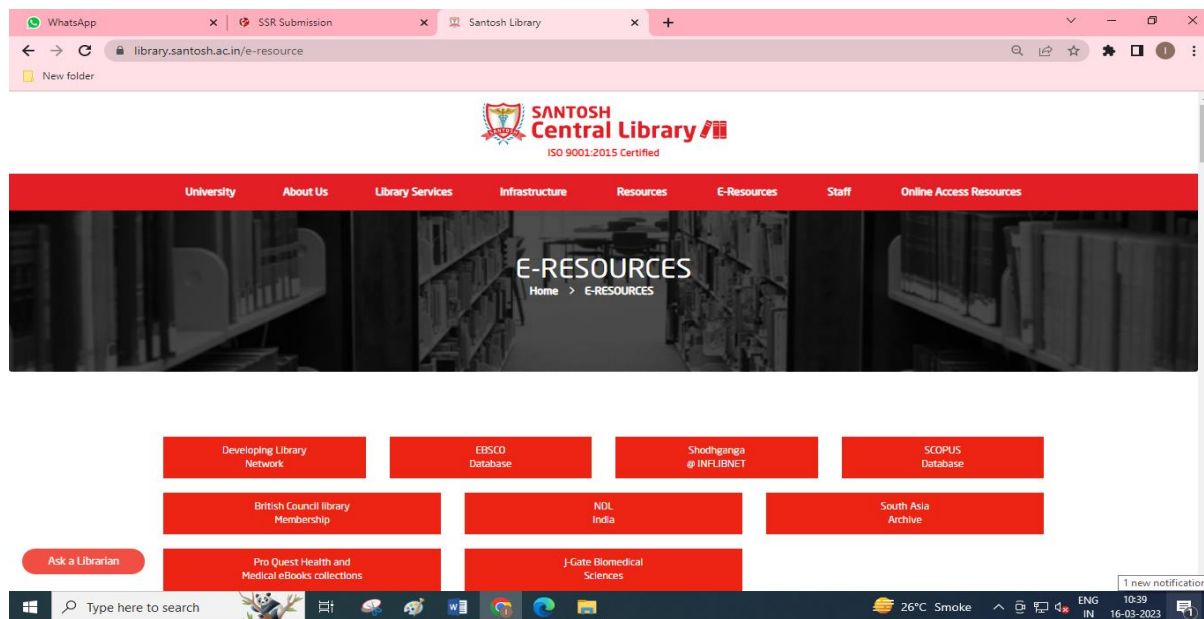 WhatsApp
SSR Submission
Santosh Library
library.santosh.ac.in/e-resource
New folder
SANTOSH
Central Library
ISO 9001:2015 Certified
University About Us Library Services Infrastructure Resources E-Resources Staff Online Access Resources
E-RESOURCES
Home > E-RESOURCES
Developing Library
Network
EBSCO
Database
Shodhganga
@ INFLIBNET
SCOPUS
Database
British Council library
Membership
NDL
India
South Asia
Archive
Ask a Librarian
Pro Quest Health and
Medical eBooks collections
J-Gate Biomedical
Sciences
1 new notification
Type here to search
26°C Smoke
ENG
IN
10:39
16-03-2023